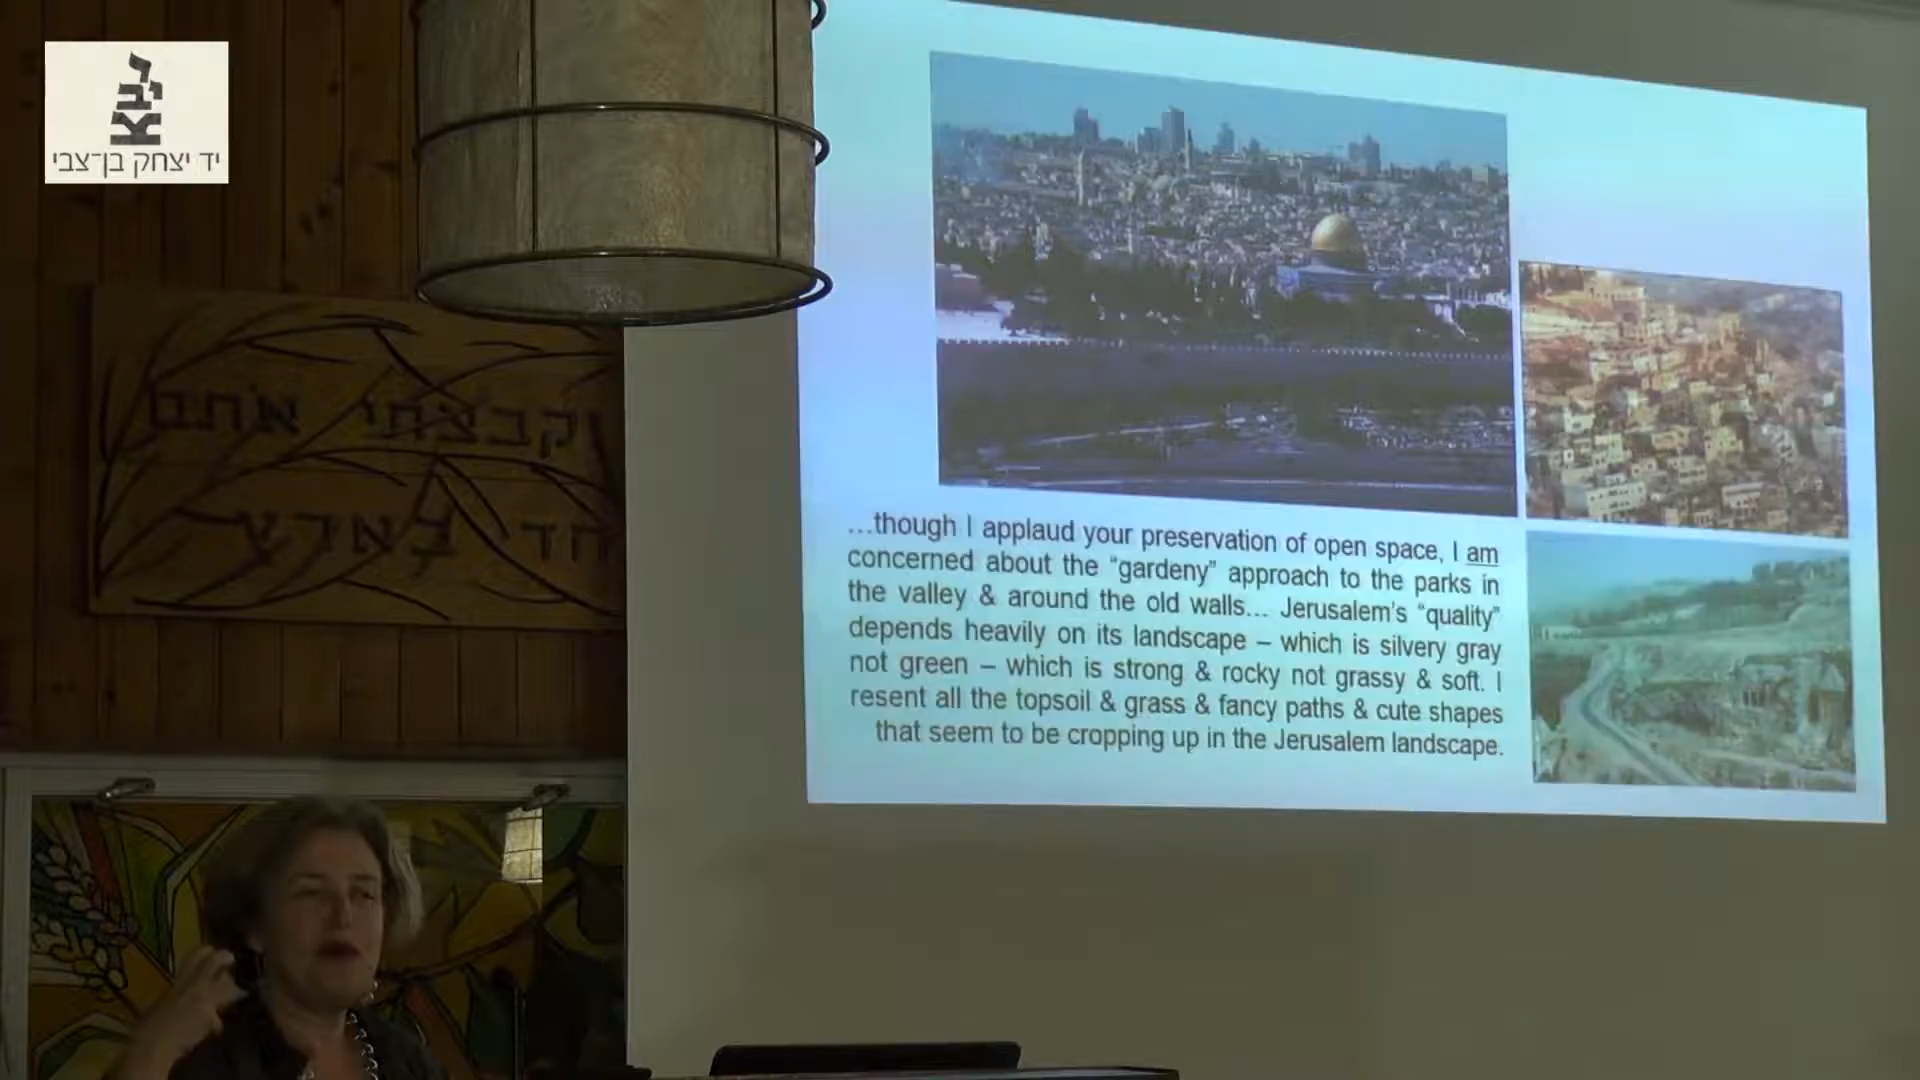 יבצ
יד יצחק בן־צבי
וקבצתי אתם
חד בארץ
…though I applaud your preservation of open space, I am
concerned about the “gardeny” approach to the parks in
the valley & around the old walls… Jerusalem’s “quality”
depends heavily on its landscape – which is silvery gray
not green – which is strong & rocky not grassy & soft. I
resent all the topsoil & grass & fancy paths & cute shapes
that seem to be cropping up in the Jerusalem landscape.